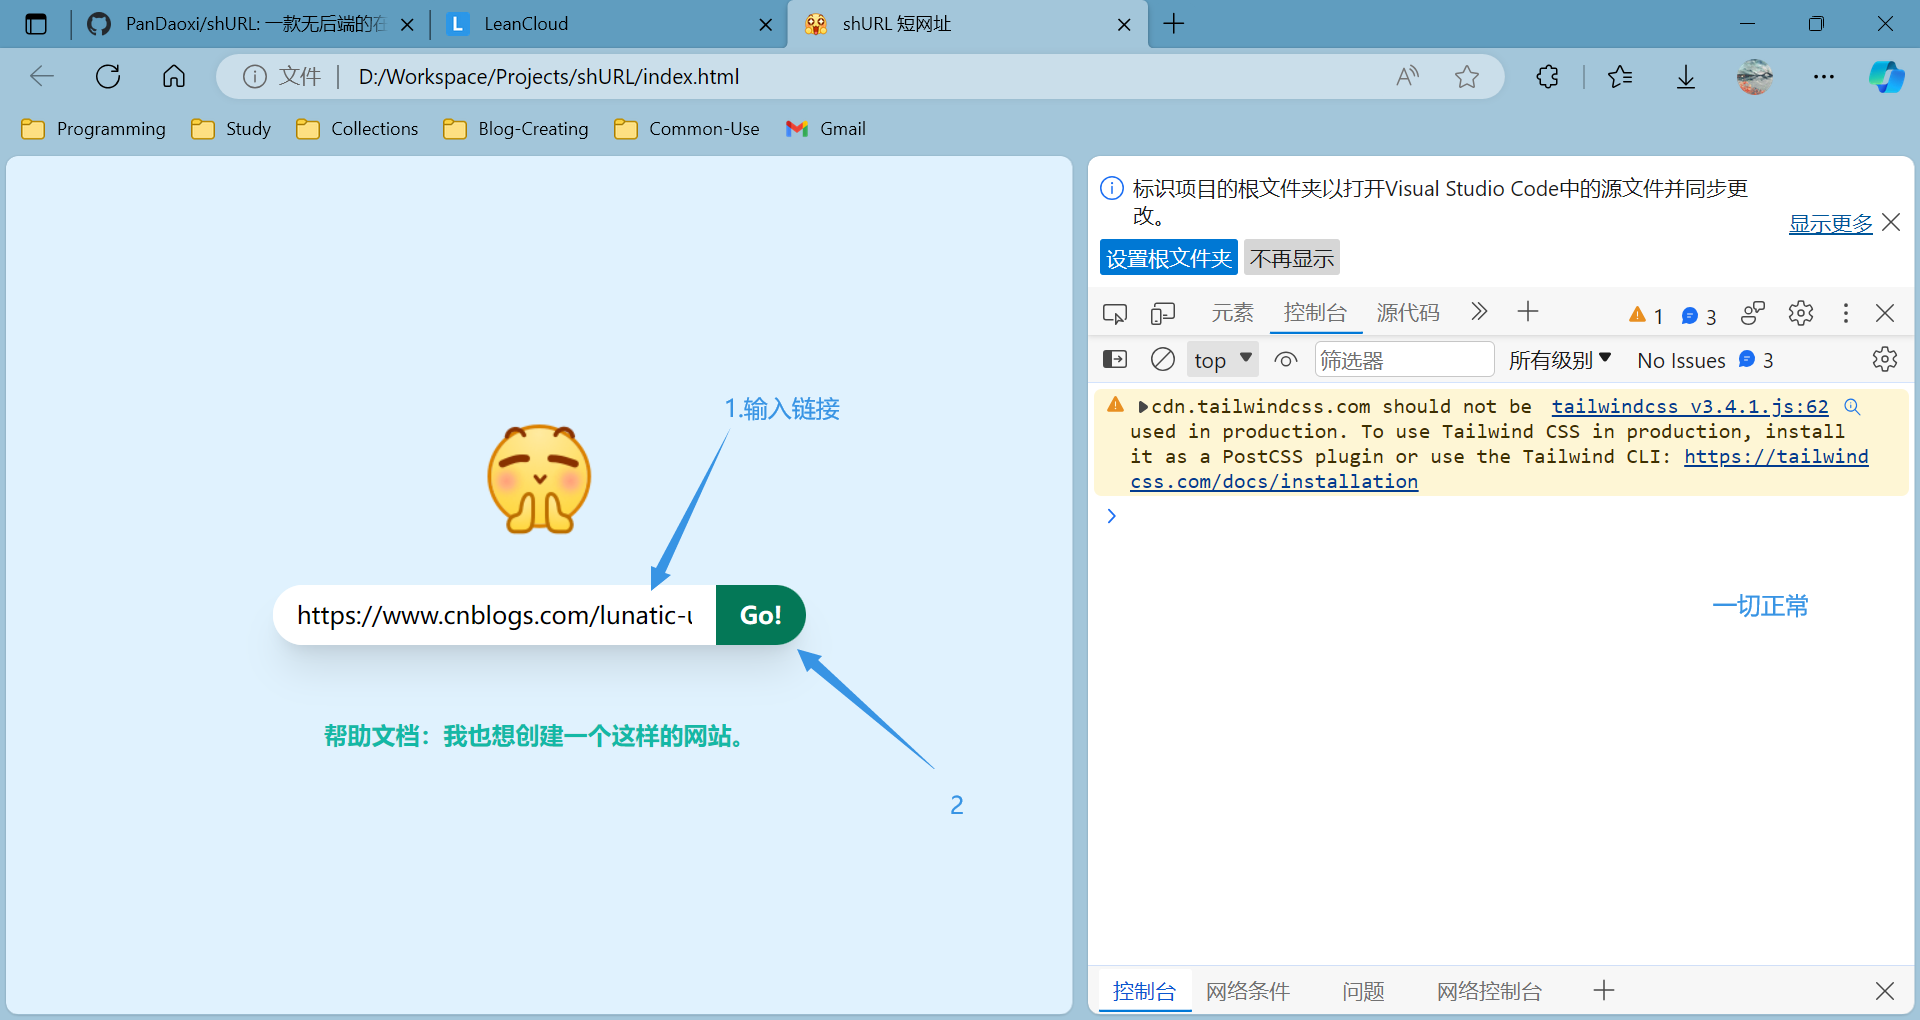 PanDaoxi/shURL: 一款无后端的在
LeanCloud
shURL 短网址
文件
D:/Workspace/Projects/shURL/index.html
Programming
Study
Collections
Blog-Creating
Common-Use
Gmail
1.输入链接
https://www.cnblogs.com/lunatic-u
Go!
帮助文档：我也想创建一个这样的网站。
2
标识项目的根文件夹以打开Visual Studio Code中的源文件并同步更
改。
显示更多
设置根文件夹 不再显示
元素 控制台 源代码 1 3
top 筛选器 所有级别 No Issues 3
cdn.tailwindcss.com should not be tailwindcss v3.4.1.js:62
used in production. To use Tailwind CSS in production, install
it as a PostCSS plugin or use the Tailwind CLI: https://tailwind
css.com/docs/installation
一切正常
控制台 网络条件 问题 网络控制台